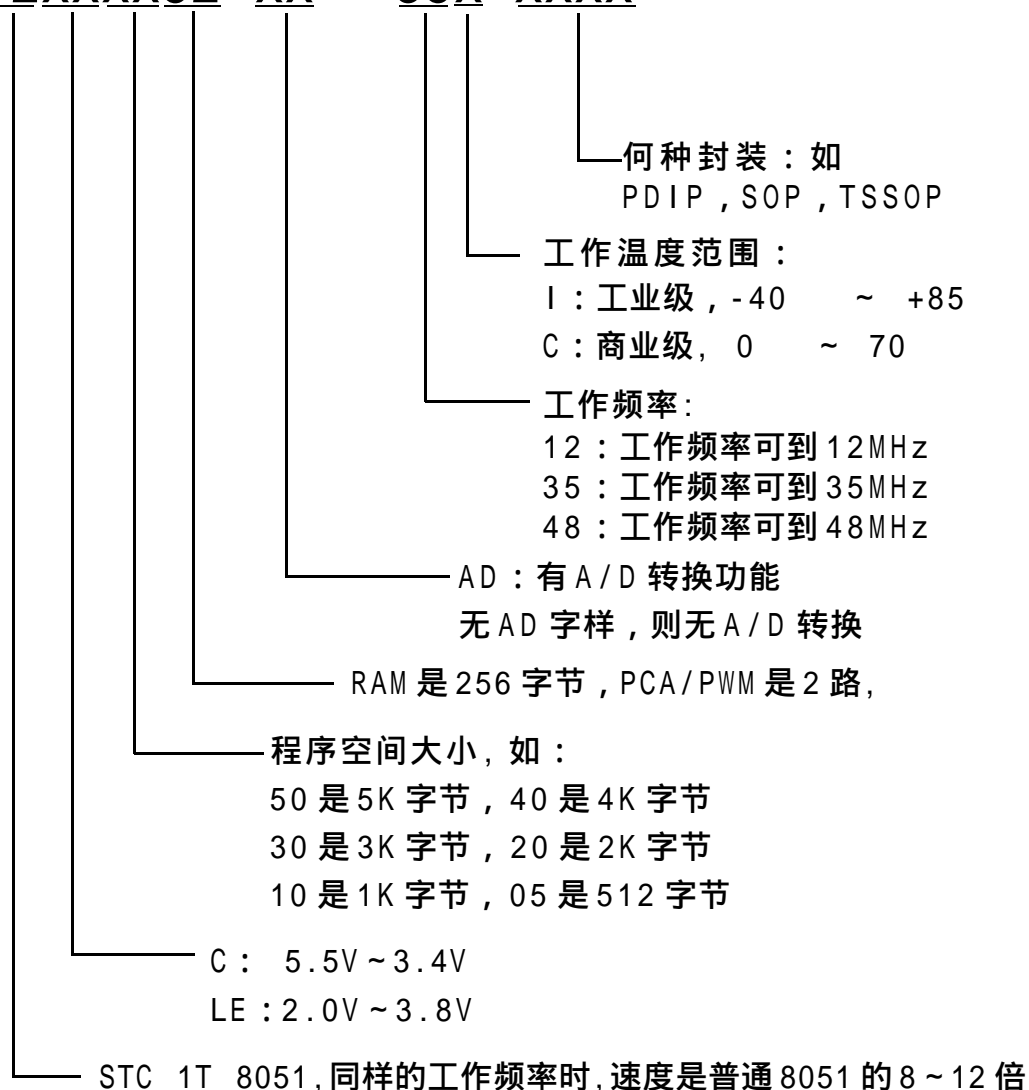 何种封装：如
PDIP，SOP，TSSOP
工作温度范围：
I：工业级，-40 ~ +85
C：商业级, 0 ~ 70
工作频率:
12：工作频率可到12MHz
35：工作频率可到35MHz
48：工作频率可到48MHz
AD：有A/D转换功能
无AD字样，则无A/D转换
RAM是256字节，PCA/PWM是2路,
程序空间大小, 如：
50是5K字节，40是4K字节
30是3K字节，20是2K字节
10是1K字节，05是512字节
C： 5.5V~3.4V
LE：2.0V~3.8V
STC 1T 8051,同样的工作频率时,速度是普通8051的8~12倍